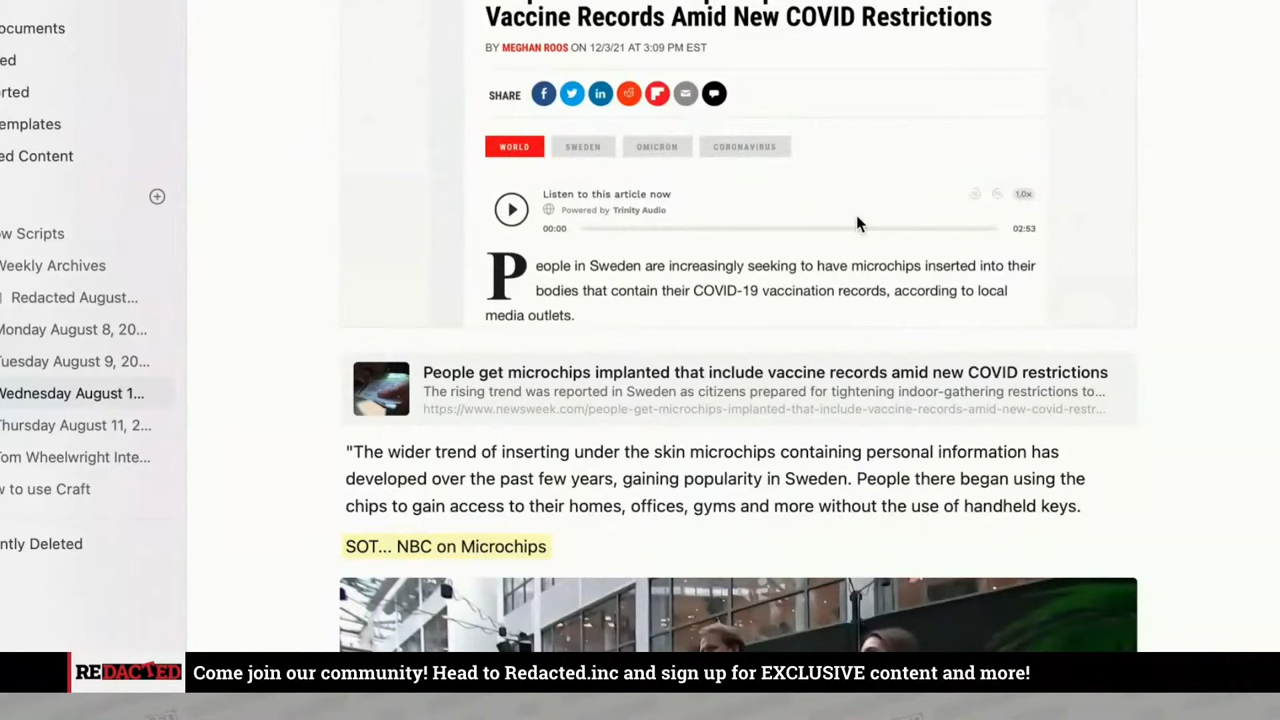 Vaccine Records Amid New COVID Restrictions
BY MEGHAN ROOS ON 12/3/21 AT 3:09 PM EST
SHARE
WORLD SWEDEN OMICRON CORONAVIRUS
Listen to this article now
1.0x
Powered by Trinity Audio
00:00
02:53
People in Sweden are increasingly seeking to have microchips inserted into their
bodies that contain their COVID-19 vaccination records, according to local
media outlets.
People get microchips implanted that include vaccine records amid new COVID restrictions
The rising trend was reported in Sweden as citizens prepared for tightening indoor-gathering restrictions to...
https://www.newsweek.com/people-get-microchips-implanted-that-include-vaccine-records-amid-new-covid-restr...
"The wider trend of inserting under the skin microchips containing personal information has
developed over the past few years, gaining popularity in Sweden. People there began using the
chips to gain access to their homes, offices, gyms and more without the use of handheld keys.
SOT... NBC on Microchips
ocuments
ed
orted
emplates
ed Content
ow Scripts
Weekly Archives
Redacted August...
Monday August 8, 20...
Tuesday August 9, 20...
Wednesday August 1...
Thursday August 11, 2...
Tom Wheelwright Inte...
w to use Craft
ntly Deleted
REDACTED
Come join our community! Head to Redacted.inc and sign up for EXCLUSIVE content and more!